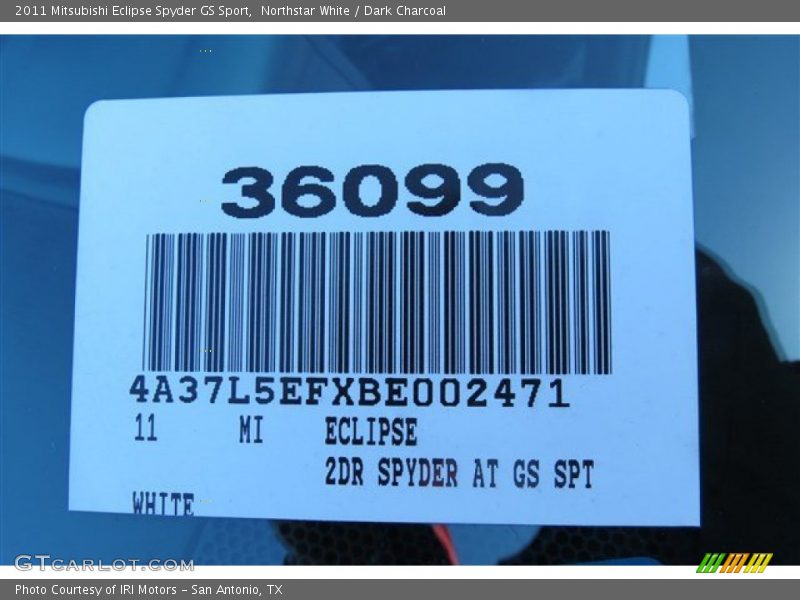 2011 Mitsubishi Eclipse Spyder GS Sport,  Northstar White / Dark Charcoal
36099
4A37L5EFXBE002471
11 MI ECLIPSE
2DR SPYDER AT GS SPT
WHITE
GTCARLOT.COM
Photo Courtesy of IRI Motors – San Antonio, TX